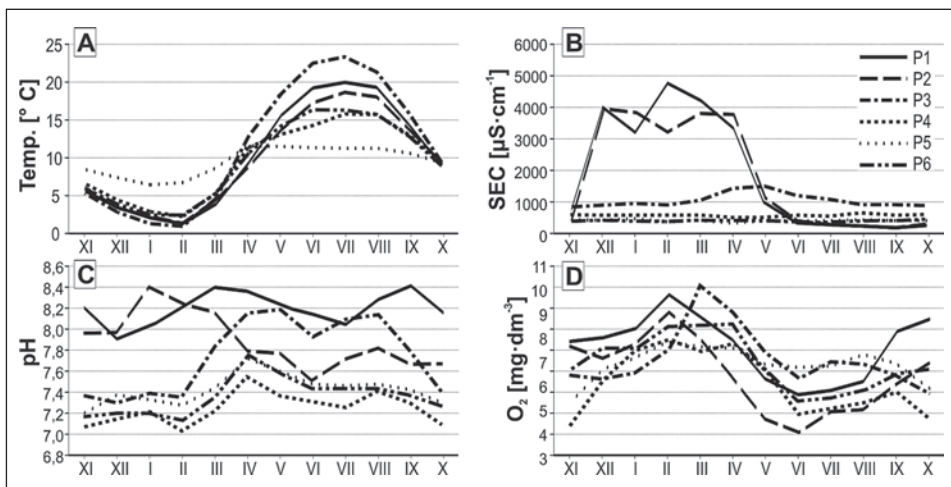 A
Temp. [° C]
25
20
15
10
5
0
XI XII I II III IV V VI VII VIII IX X
B
SEC [µS·cm⁻¹]
6000
5000
4000
3000
2000
1000
0
XI XII I II III IV V VI VII VIII IX X
P1
P2
P3
P4
P5
P6
C
pH
8,6
8,4
8,2
8,0
7,8
7,6
7,4
7,2
7,0
6,8
XI XII I II III IV V VI VII VIII IX X
D
O₂ [mg·dm⁻³]
11
10
9
8
7
6
5
4
3
XI XII I II III IV V VI VII VIII IX X